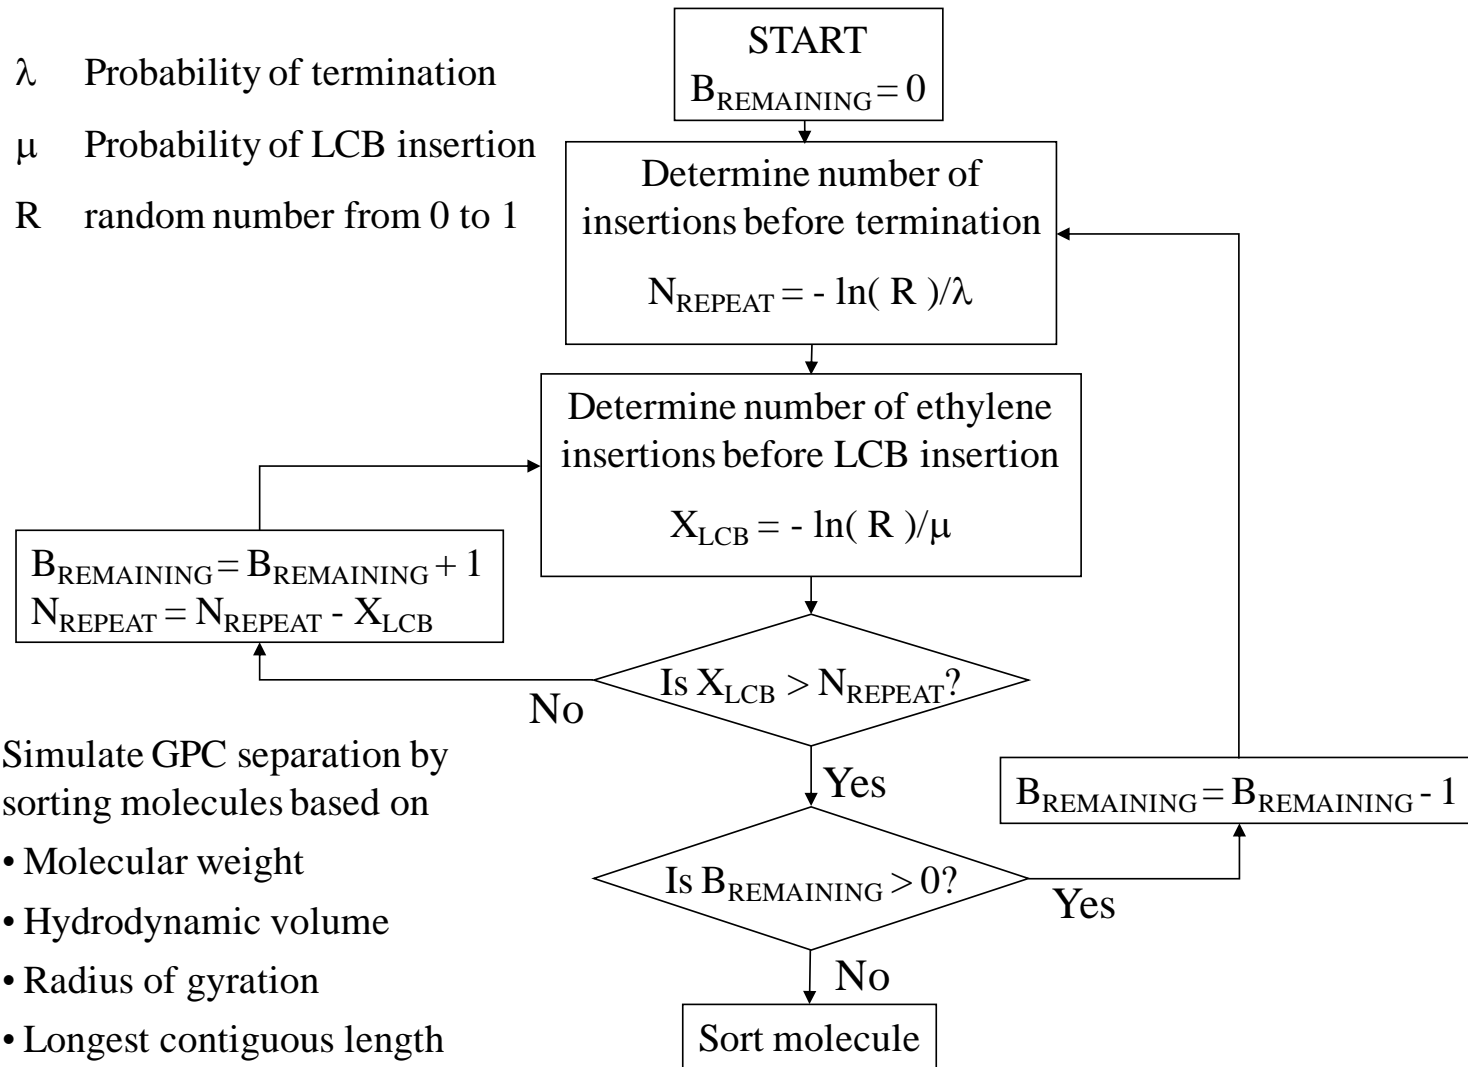 λ Probability of termination
μ Probability of LCB insertion
R random number from 0 to 1
START
B_REMAINING = 0
Determine number of
insertions before termination
N_REPEAT = - ln( R )/λ
Determine number of ethylene
insertions before LCB insertion
X_LCB = - ln( R )/μ
B_REMAINING = B_REMAINING + 1
N_REPEAT = N_REPEAT - X_LCB
Is X_LCB > N_REPEAT?
No
Yes
B_REMAINING = B_REMAINING - 1
Is B_REMAINING > 0?
Yes
No
Sort molecule
Simulate GPC separation by
sorting molecules based on
• Molecular weight
• Hydrodynamic volume
• Radius of gyration
• Longest contiguous length